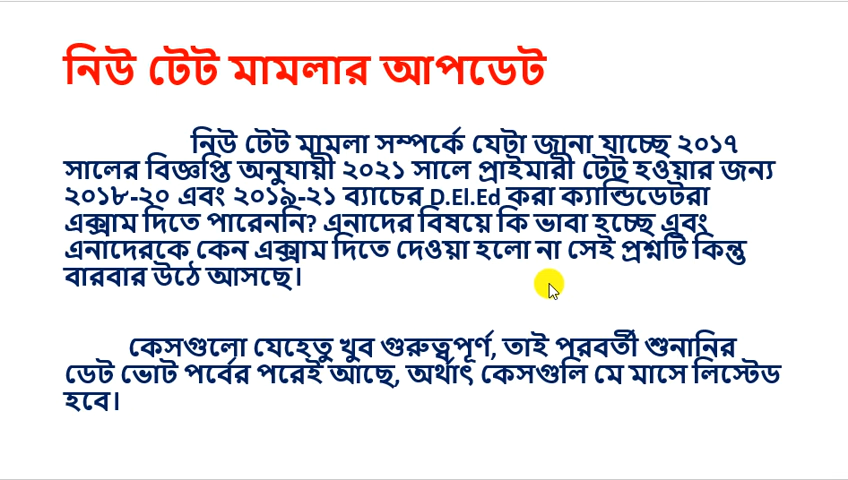 নিউ টেট মামলার আপডেট
নিউ টেট মামলা সম্পর্কে যেটা জানা যাচ্ছে ২০১৭
সালের বিজ্ঞপ্তি অনুযায়ী ২০২১ সালে প্রাইমারী টেট হওয়ার জন্য
২০১৮-২০ এবং ২০১৯-২১ ব্যাচের D.El.Ed করা ক্যান্ডিডেটরা
এক্সাম দিতে পারেননি? এনাদের বিষয়ে কি ভাবা হচ্ছে এবং
এনাদেরকে কেন এক্সাম দিতে দেওয়া হলো না সেই প্রশ্নটি কিন্তু
বারবার উঠে আসছে।
কেসগুলো যেহেতু খুব গুরুত্বপূর্ণ, তাই পরবর্তী শুনানির
ডেট ভোট পর্বের পরেই আছে, অর্থাৎ কেসগুলি মে মাসে লিস্টেড
হবে।